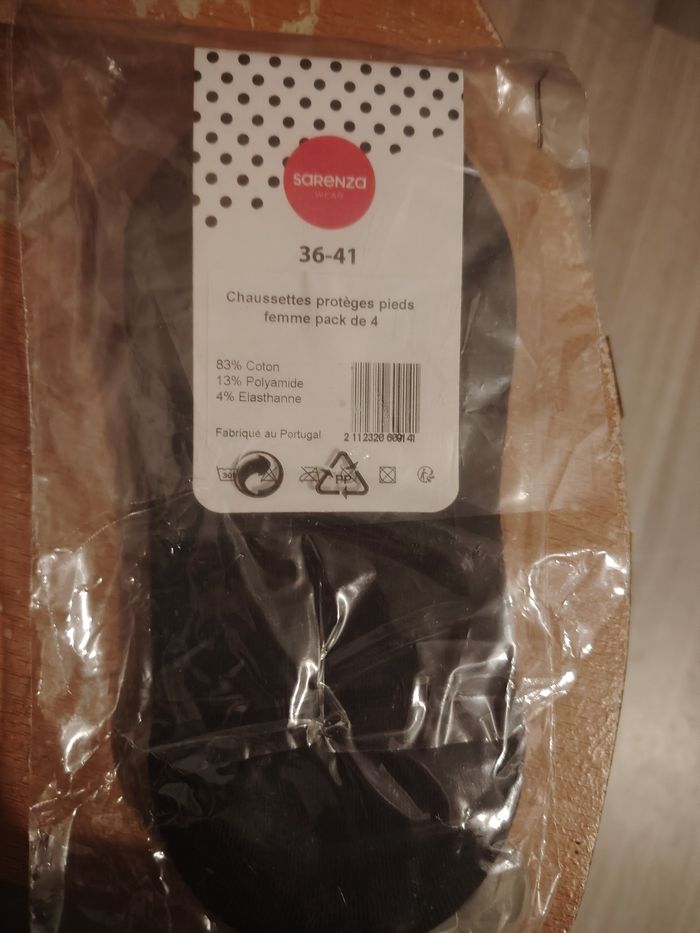 sarenza
WEAR
36-41
Chaussettes protèges pieds
femme pack de 4
83% Coton
13% Polyamide
4% Elasthanne
Fabriqué au Portugal
30°
PP